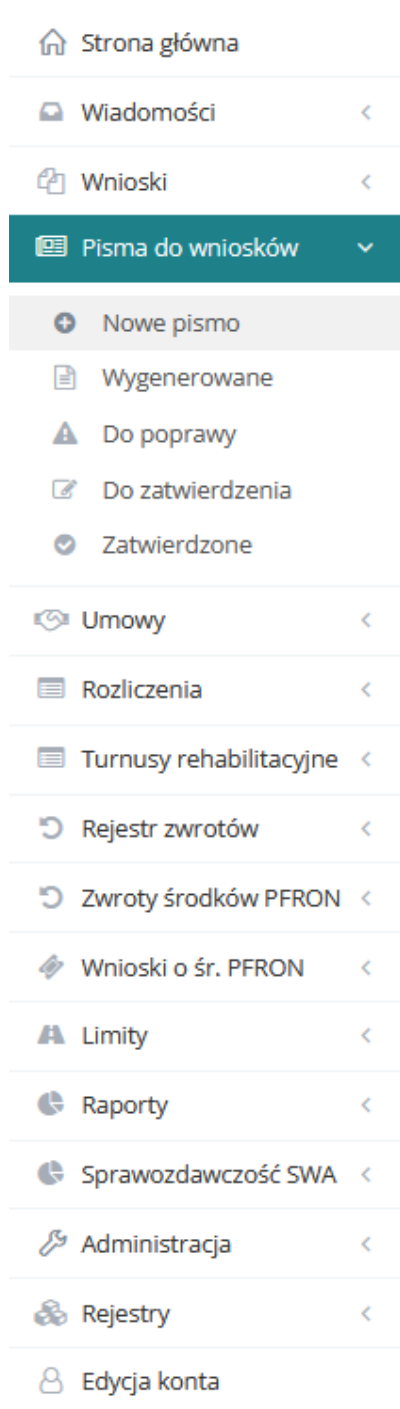 Strona główna
Wiadomości
Wnioski
Pisma do wniosków
Nowe pismo
Wygenerowane
Do poprawy
Do zatwierdzenia
Zatwierdzone
Umowy
Rozliczenia
Turnusy rehabilitacyjne
Rejestr zwrotów
Zwroty środków PFRON
Wnioski o śr. PFRON
Limity
Raporty
Sprawozdawczość SWA
Administracja
Rejestry
Edycja konta